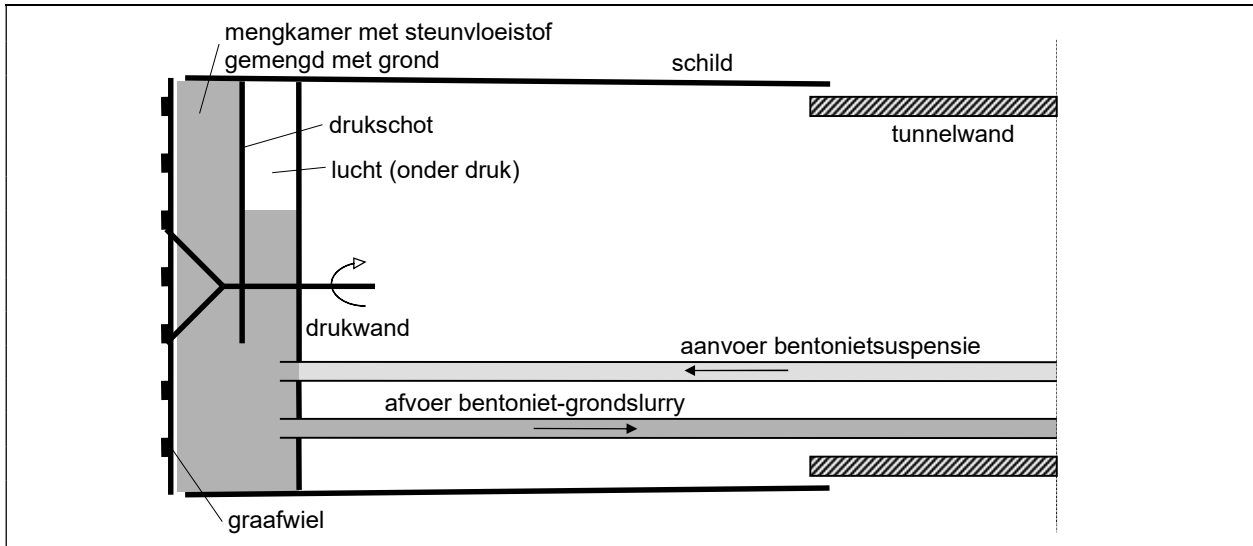 mengkamer met steunvloeistof
gemengd met grond
schild
drukschot
tunnelwand
lucht (onder druk)
drukwand
aanvoer bentonietsuspensie
afvoer bentoniet-grondslurry
graafwiel